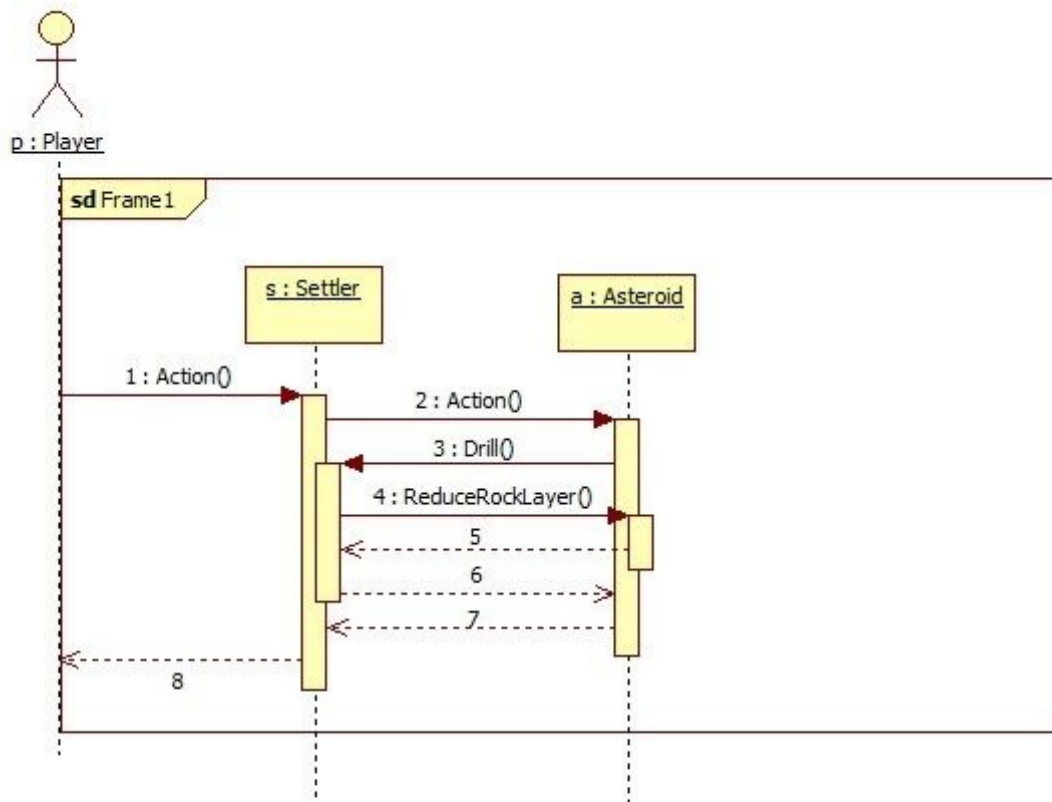 p : Player
sd Frame1
s : Settler
a : Asteroid
1 : Action()
2 : Action()
3 : Drill()
4 : ReduceRockLayer()
5
6
7
8